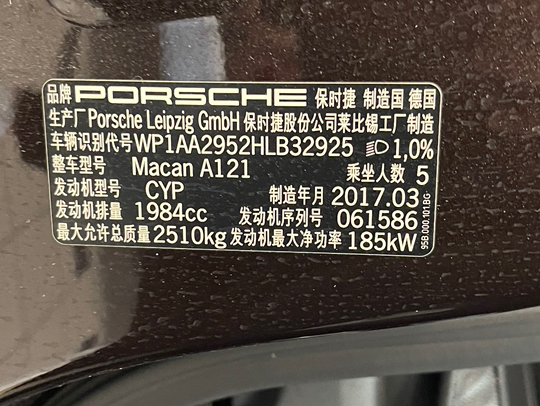 品牌 PORSCHE 保时捷 制造国 德国
生产厂 Porsche Leipzig GmbH 保时捷股份公司莱比锡工厂制造
车辆识别代号 WP1AA2952HLB32925 1,0%
整车型号 Macan A121 乘坐人数 5
发动机型号 CYP 制造年月 2017.03
发动机排量 1984cc 发动机序列号 061586
最大允许总质量 2510kg 发动机最大净功率 185kW
95B.000.101.BG